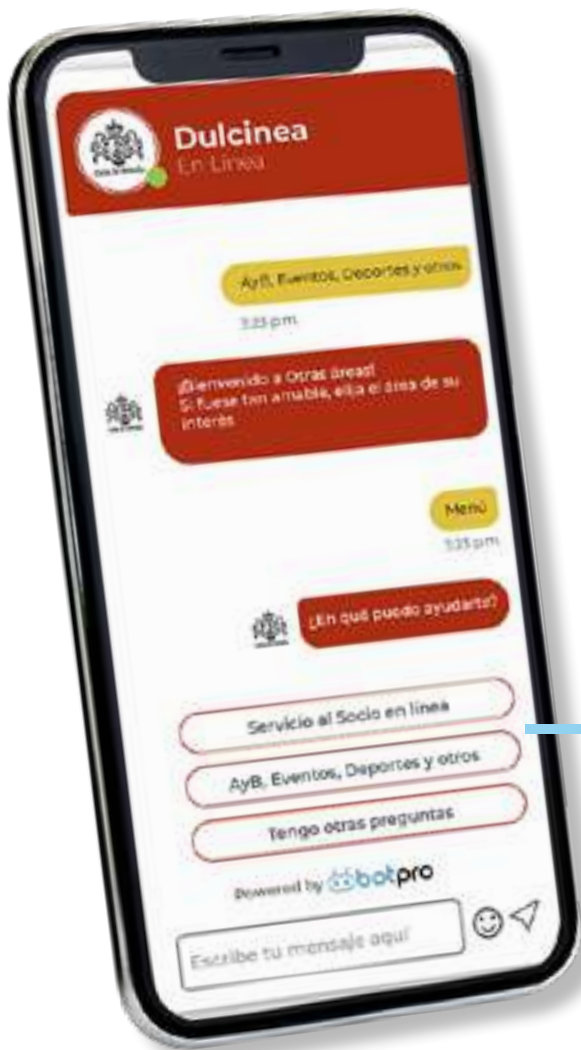 Dulcinea
En Línea
AyB, Eventos, Deportes y otros
3:23 p.m.
¡Bienvenido a Otras áreas!
Si fuese tan amable, elija el área de su
interés
Menú
3:23 p.m.
¿En qué puedo ayudarte?
Servicio al Socio en línea
AyB, Eventos, Deportes y otros
Tengo otras preguntas
Powered by botpro
Escribe tu mensaje aquí